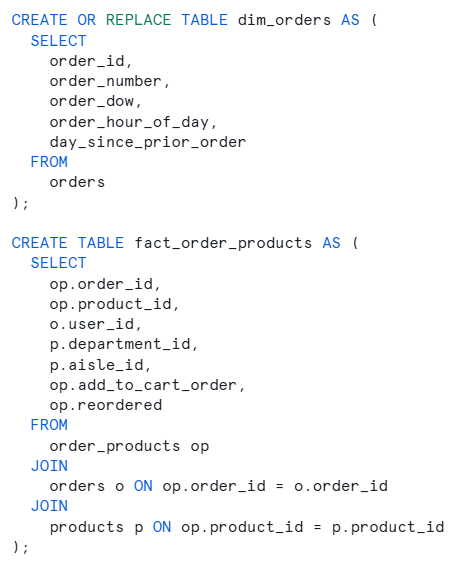 CREATE OR REPLACE TABLE dim_orders AS (
  SELECT
    order_id,
    order_number,
    order_dow,
    order_hour_of_day,
    day_since_prior_order
  FROM
    orders
);

CREATE TABLE fact_order_products AS (
  SELECT
    op.order_id,
    op.product_id,
    o.user_id,
    p.department_id,
    p.aisle_id,
    op.add_to_cart_order,
    op.reordered
  FROM
    order_products op
  JOIN
    orders o ON op.order_id = o.order_id
  JOIN
    products p ON op.product_id = p.product_id
);